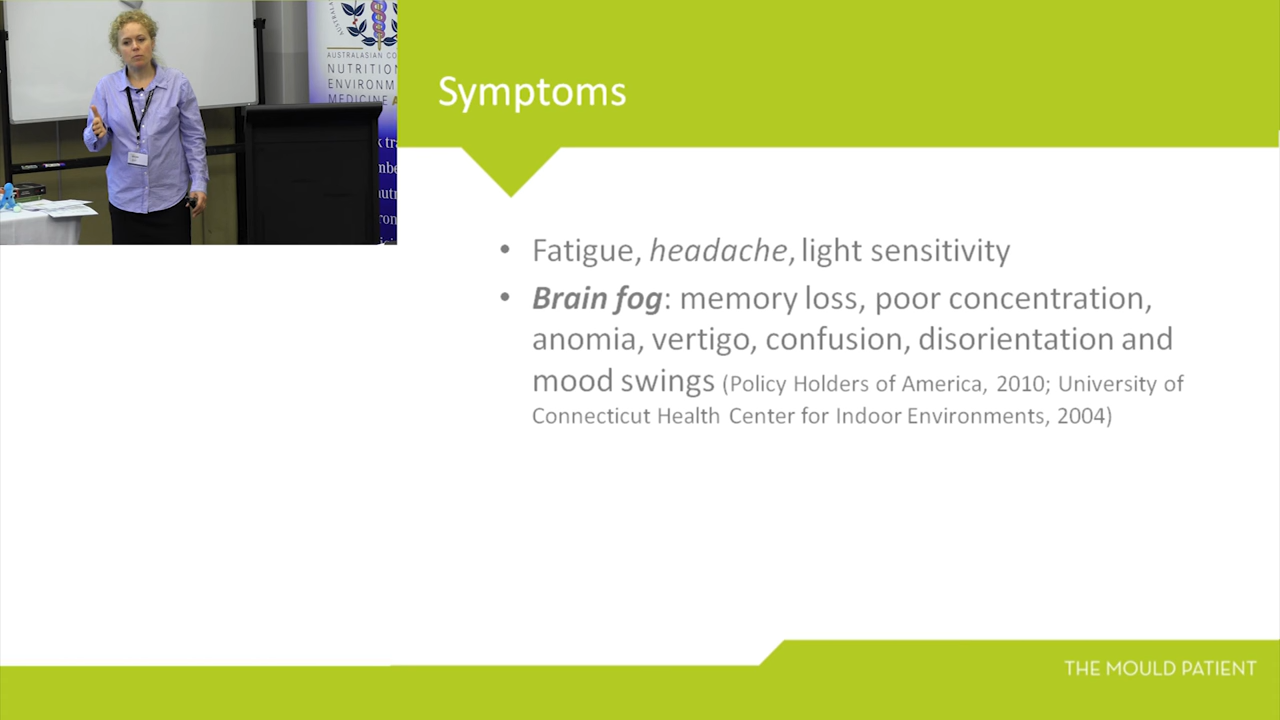 AUSTRALASIAN CO
NUTRITION
ENVIRONM
MEDICINE A
Symptoms
• Fatigue, headache, light sensitivity
• Brain fog: memory loss, poor concentration,
anomia, vertigo, confusion, disorientation and
mood swings (Policy Holders of America, 2010; University of
Connecticut Health Center for Indoor Environments, 2004)
THE MOULD PATIENT